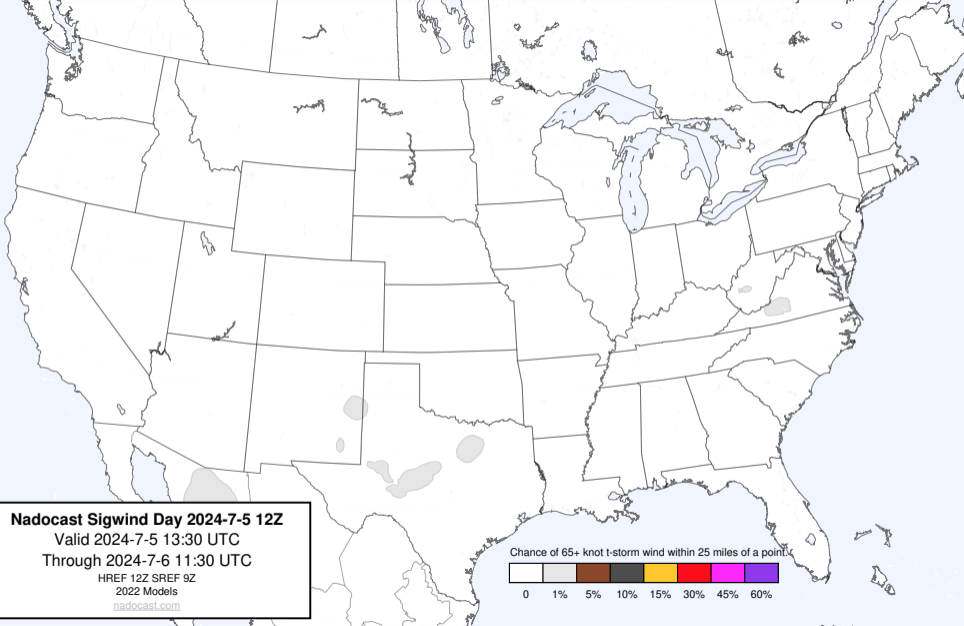 Nadocast Sigwind Day 2024-7-5 12Z
Valid 2024-7-5 13:30 UTC
Through 2024-7-6 11:30 UTC
HREF 12Z SREF 9Z
2022 Models
nadocast.com
Chance of 65+ knot t-storm wind within 25 miles of a point.
0 1% 5% 10% 15% 30% 45% 60%